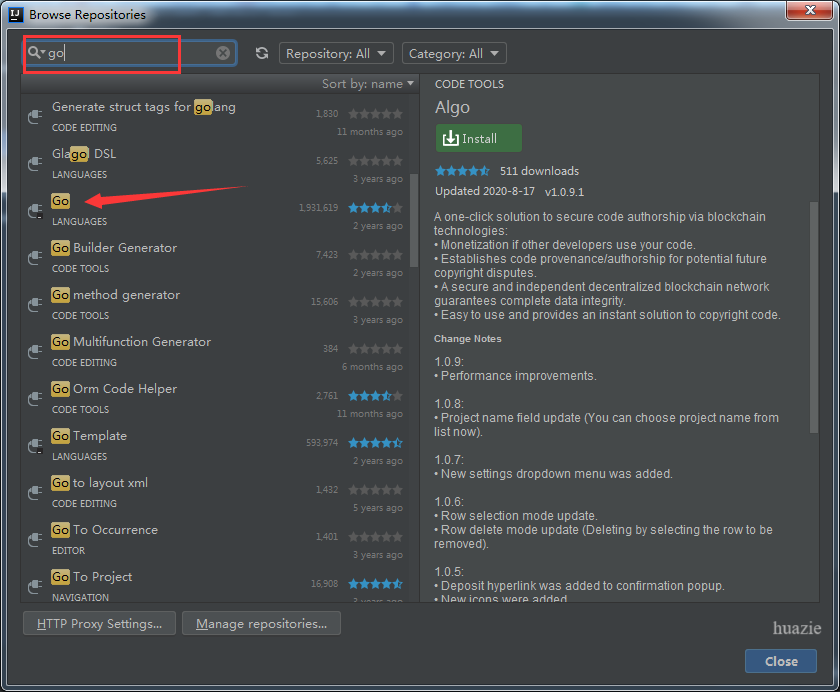 IJ Browse Repositories
go
Repository: All
Category: All
Sort by: name
Generate struct tags for golang
1,830
CODE EDITING
11 months ago
Glago DSL
5,625
LANGUAGES
3 years ago
Go
1,931,619
LANGUAGES
2 years ago
Go Builder Generator
7,423
CODE TOOLS
2 years ago
Go method generator
15,606
CODE TOOLS
3 years ago
Go Multifunction Generator
384
CODE EDITING
6 months ago
Go Orm Code Helper
2,761
CODE TOOLS
11 months ago
Go Template
593,974
LANGUAGES
2 years ago
Go to layout xml
1,432
CODE EDITING
5 years ago
Go To Occurrence
1,401
EDITOR
3 years ago
Go To Project
16,908
NAVIGATION
3 years ago
CODE TOOLS
Algo
Install
511 downloads
Updated 2020-8-17 v1.0.9.1
A one-click solution to secure code authorship via blockchain
technologies:
• Monetization if other developers use your code.
• Establishes code provenance/authorship for potential future
copyright disputes.
• A secure and independent decentralized blockchain network
guarantees complete data integrity.
• Easy to use and provides an instant solution to copyright code.
Change Notes
1.0.9:
• Performance improvements.
1.0.8:
• Project name field update (You can choose project name from
list now).
1.0.7:
• New settings dropdown menu was added.
1.0.6:
• Row selection mode update.
• Row delete mode update (Deleting by selecting the row to be
removed).
1.0.5:
• Deposit hyperlink was added to confirmation popup.
• New icons were added
HTTP Proxy Settings...
Manage repositories...
huazie
Close